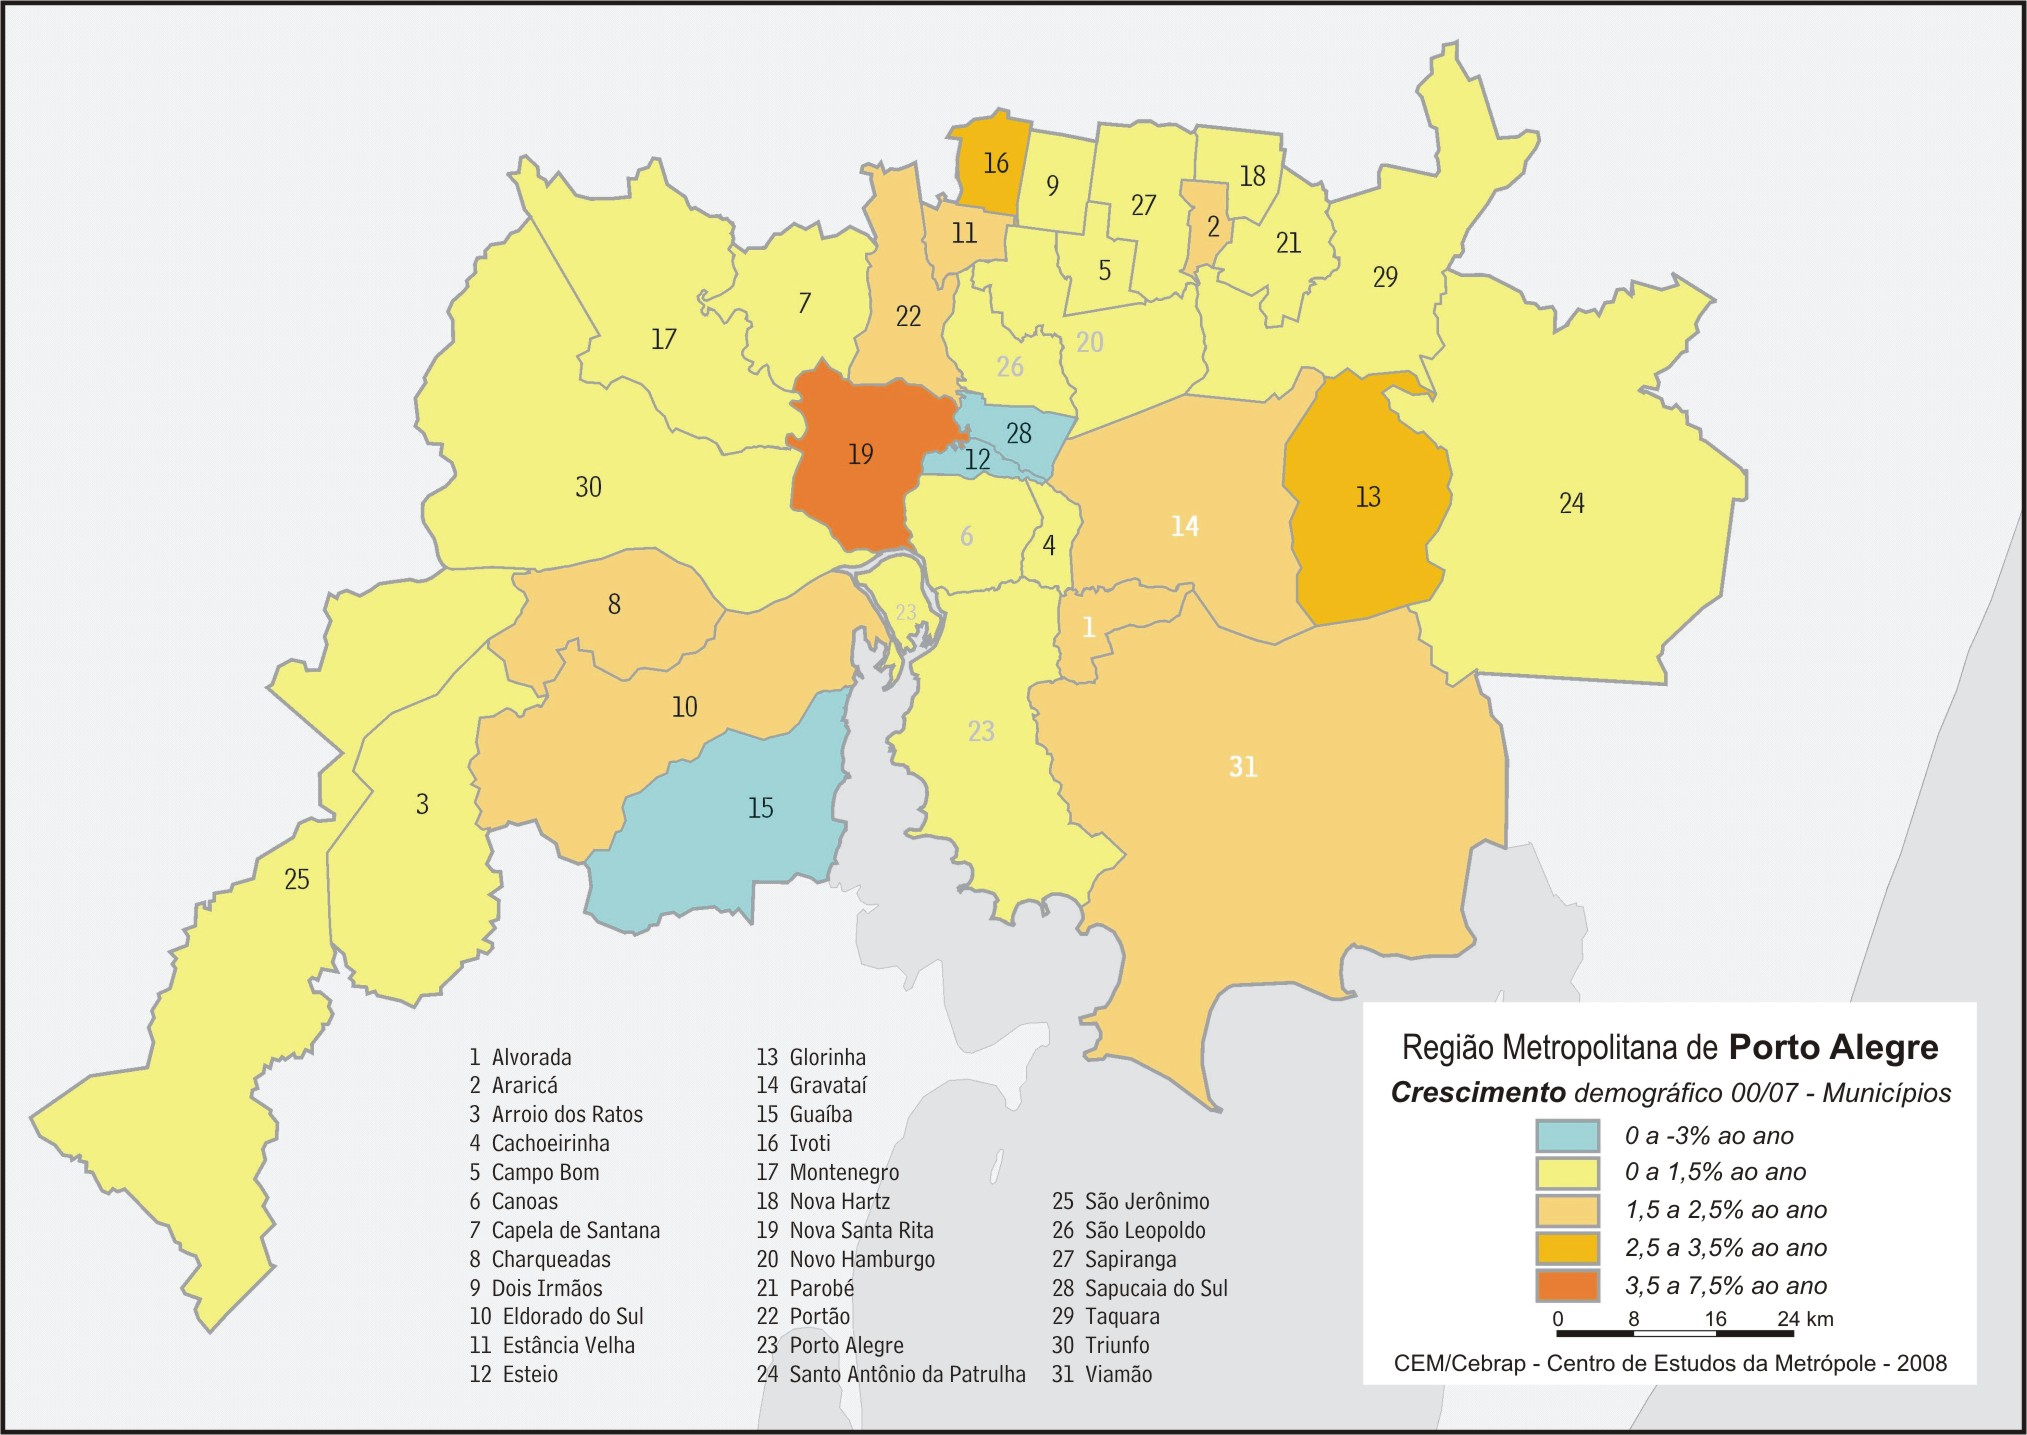 16
9
18
27
11
2
21
5
29
7
22
17
20
26
28
19
12
30
13
24
14
6
4
8
23
1
10
23
31
3
15
25
1 Alvorada
2 Araricá
3 Arroio dos Ratos
4 Cachoeirinha
5 Campo Bom
6 Canoas
7 Capela de Santana
8 Charqueadas
9 Dois Irmãos
10 Eldorado do Sul
11 Estância Velha
12 Esteio
13 Glorinha
14 Gravataí
15 Guaíba
16 Ivoti
17 Montenegro
18 Nova Hartz
19 Nova Santa Rita
20 Novo Hamburgo
21 Parobé
22 Portão
23 Porto Alegre
24 Santo Antônio da Patrulha
25 São Jerônimo
26 São Leopoldo
27 Sapiranga
28 Sapucaia do Sul
29 Taquara
30 Triunfo
31 Viamão
Região Metropolitana de Porto Alegre
Crescimento demográfico 00/07 - Municípios
0 a -3% ao ano
0 a 1,5% ao ano
1,5 a 2,5% ao ano
2,5 a 3,5% ao ano
3,5 a 7,5% ao ano
0 8 16 24 km
CEM/Cebrap - Centro de Estudos da Metrópole - 2008